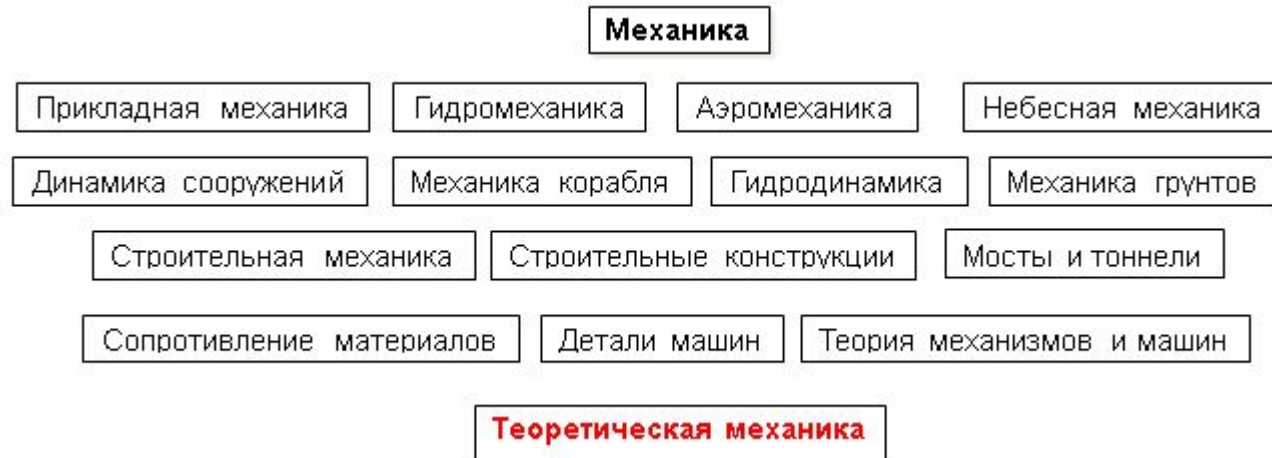 Механика
Прикладная механика Гидромеханика Аэромеханика Небесная механика
Динамика сооружений Механика корабля Гидродинамика Механика грунтов
Строительная механика Строительные конструкции Мосты и тоннели
Сопротивление материалов Детали машин Теория механизмов и машин
Теоретическая механика